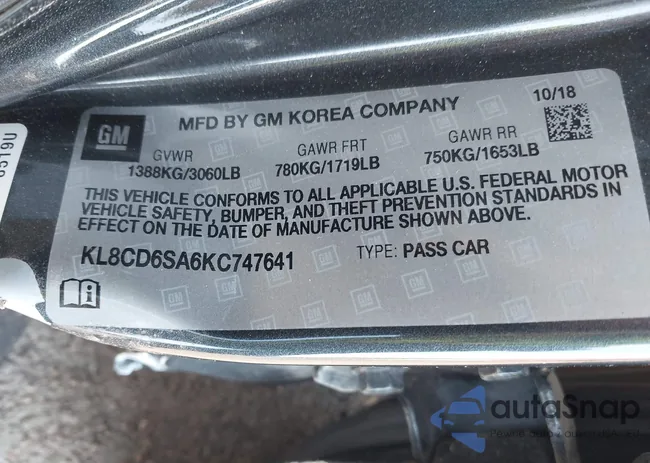 MFD BY GM KOREA COMPANY
10/18
GM
GVWR
1388KG/3060LB
GAWR FRT
780KG/1719LB
GAWR RR
750KG/1653LB
THIS VEHICLE CONFORMS TO ALL APPLICABLE U.S. FEDERAL MOTOR
VEHICLE SAFETY, BUMPER, AND THEFT PREVENTION STANDARDS IN
EFFECT ON THE DATE OF MANUFACTURE SHOWN ABOVE.
KL8CD6SA6KC747641
TYPE: PASS CAR
autoSnap